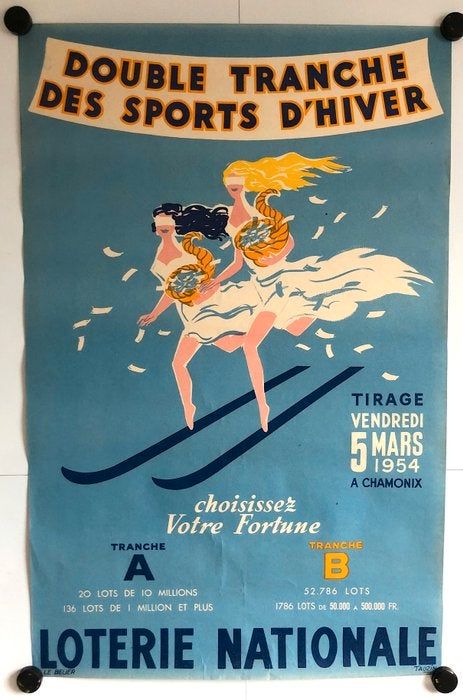 DOUBLE TRANCHE
DES SPORTS D'HIVER
TIRAGE
VENDREDI
5 MARS
1954
A CHAMONIX
choisissez
Votre Fortune
TRANCHE
A
20 LOTS DE 10 MILLIONS
136 LOTS DE 1 MILLION ET PLUS
TRANCHE
B
52.786 LOTS
1786 LOTS DE 50.000 A 500.000 FR.
LOTERIE NATIONALE
LE BELIER